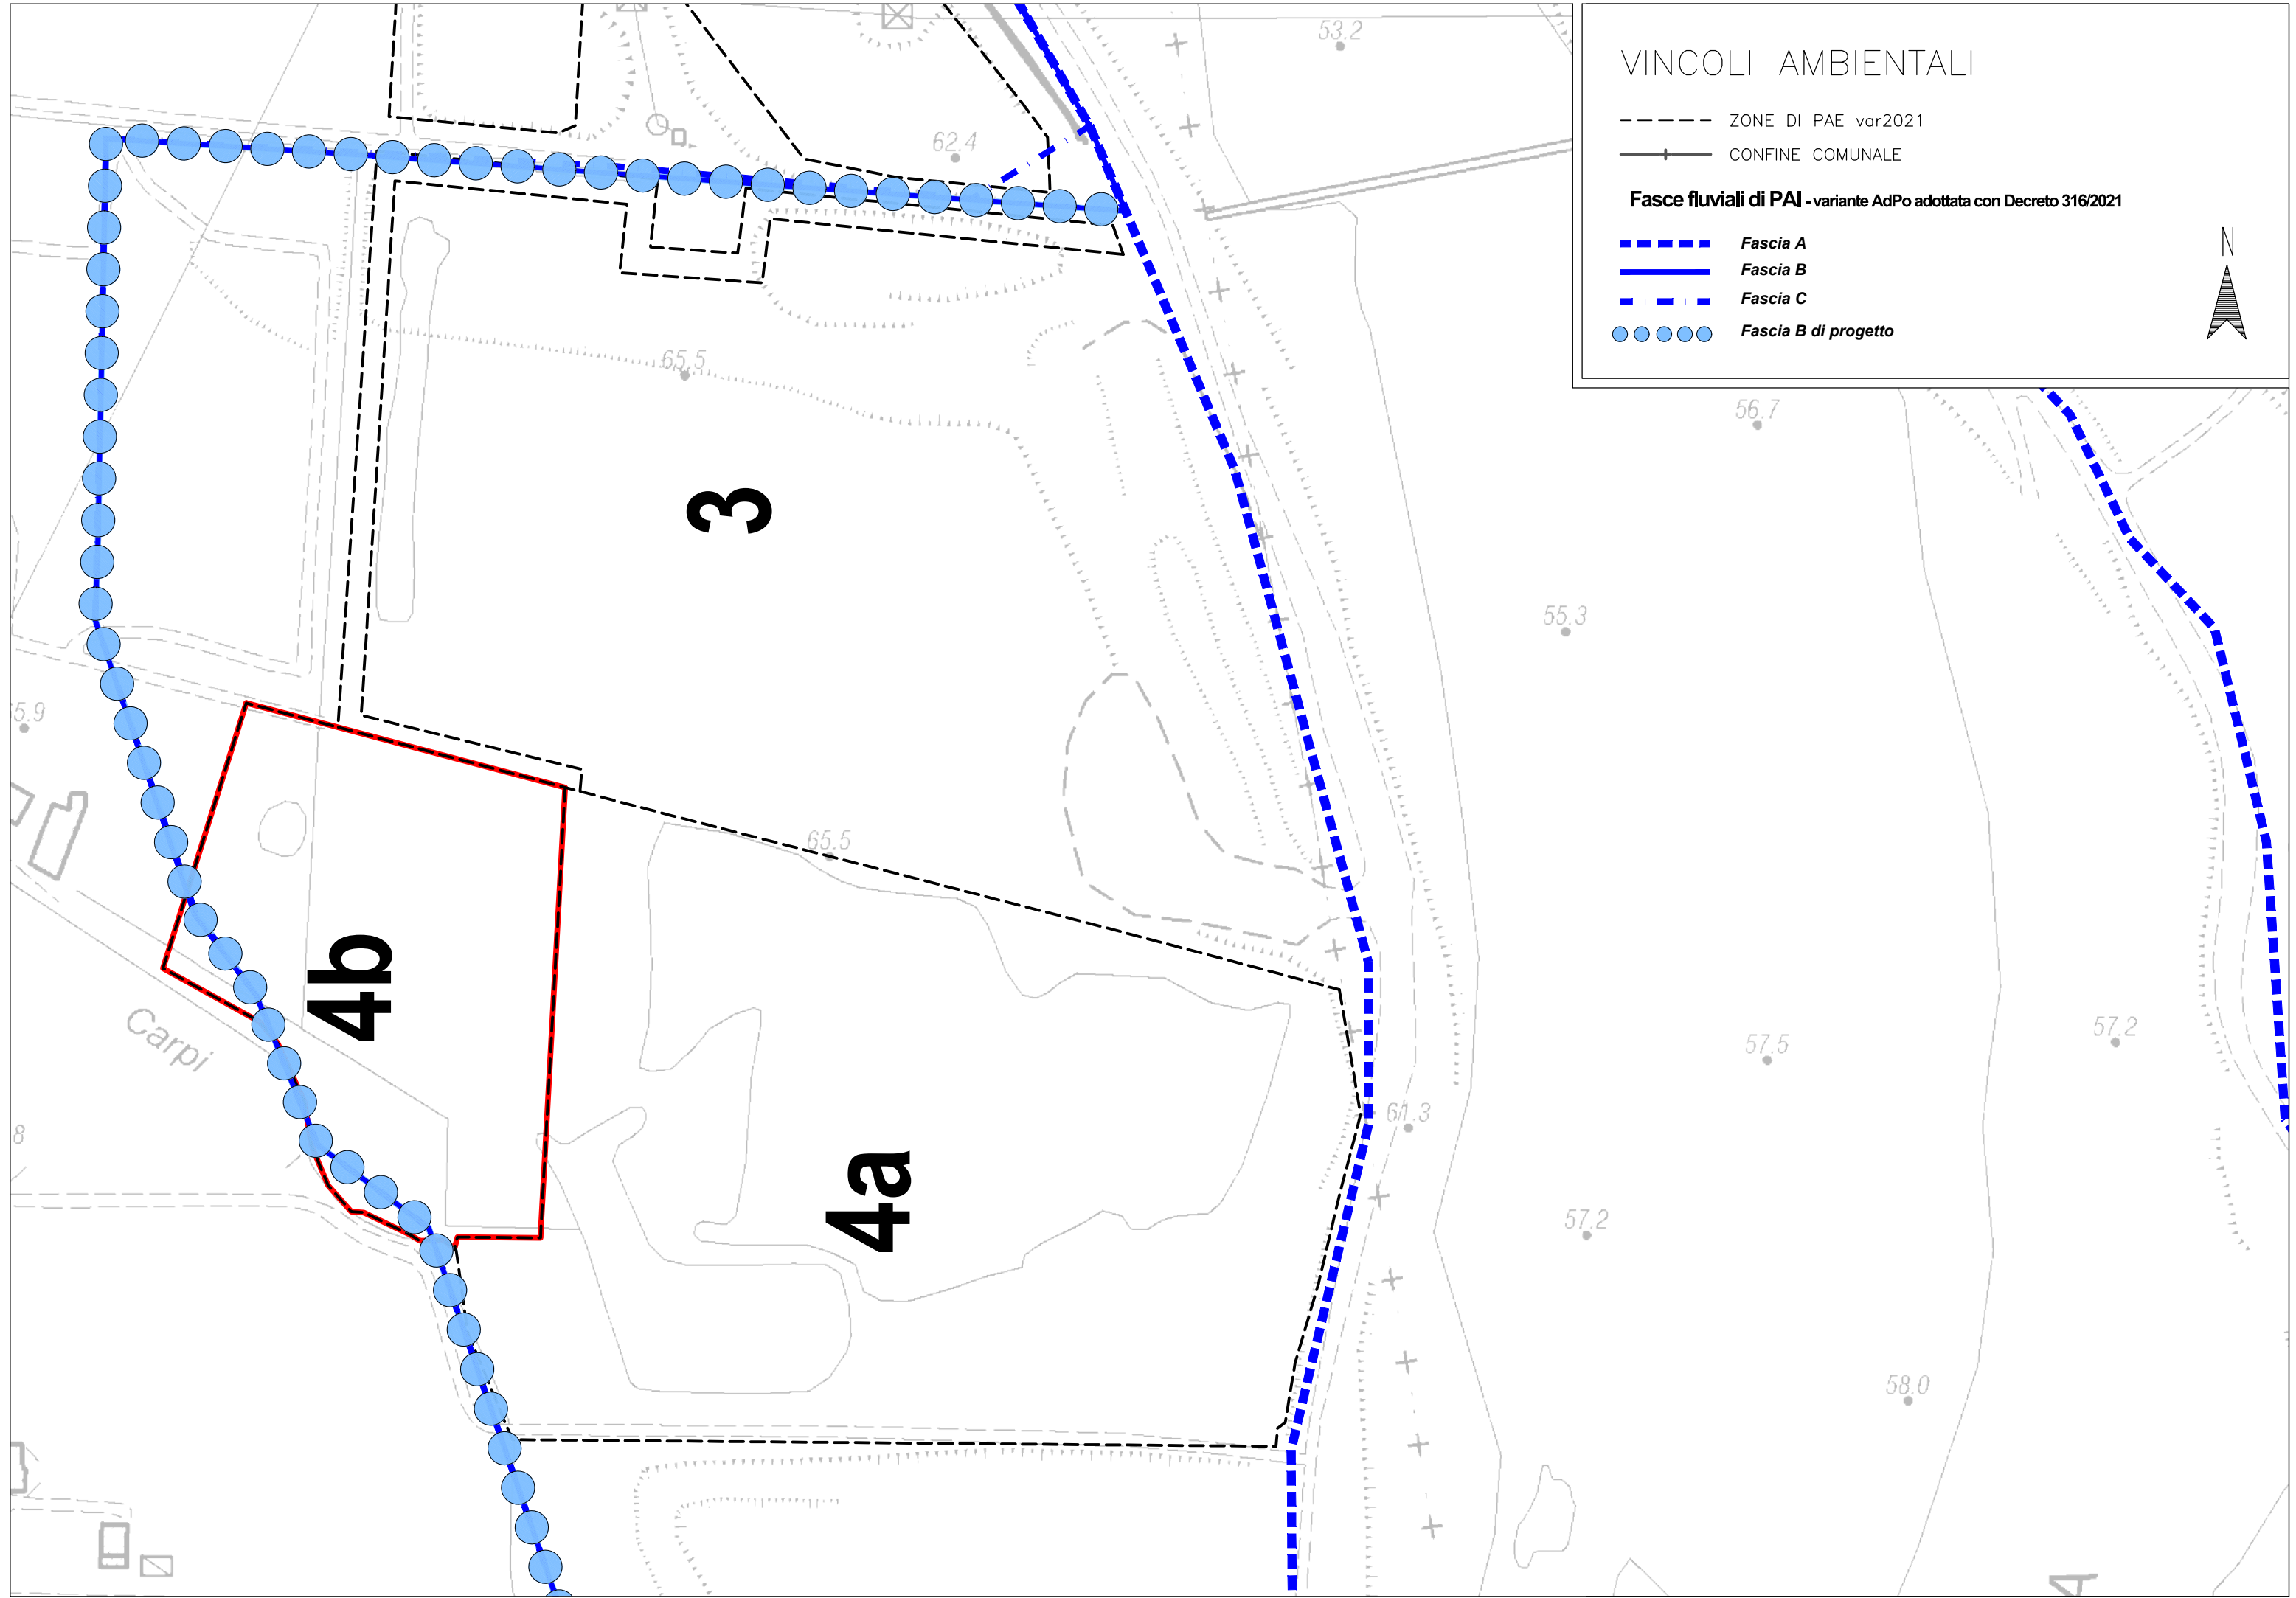 VINCOLI AMBIENTALI
ZONE DI PAE var2021
CONFINE COMUNALE
Fasce fluviali di PAI - variante AdPo adottata con Decreto 316/2021
Fascia A
Fascia B
Fascia C
Fascia B di progetto
N
53.2
62.4
65.5
56.7
3
55.3
5.9
65.5
4b
Carpi
57.5
57.2
61.3
8
4a
57.2
58.0